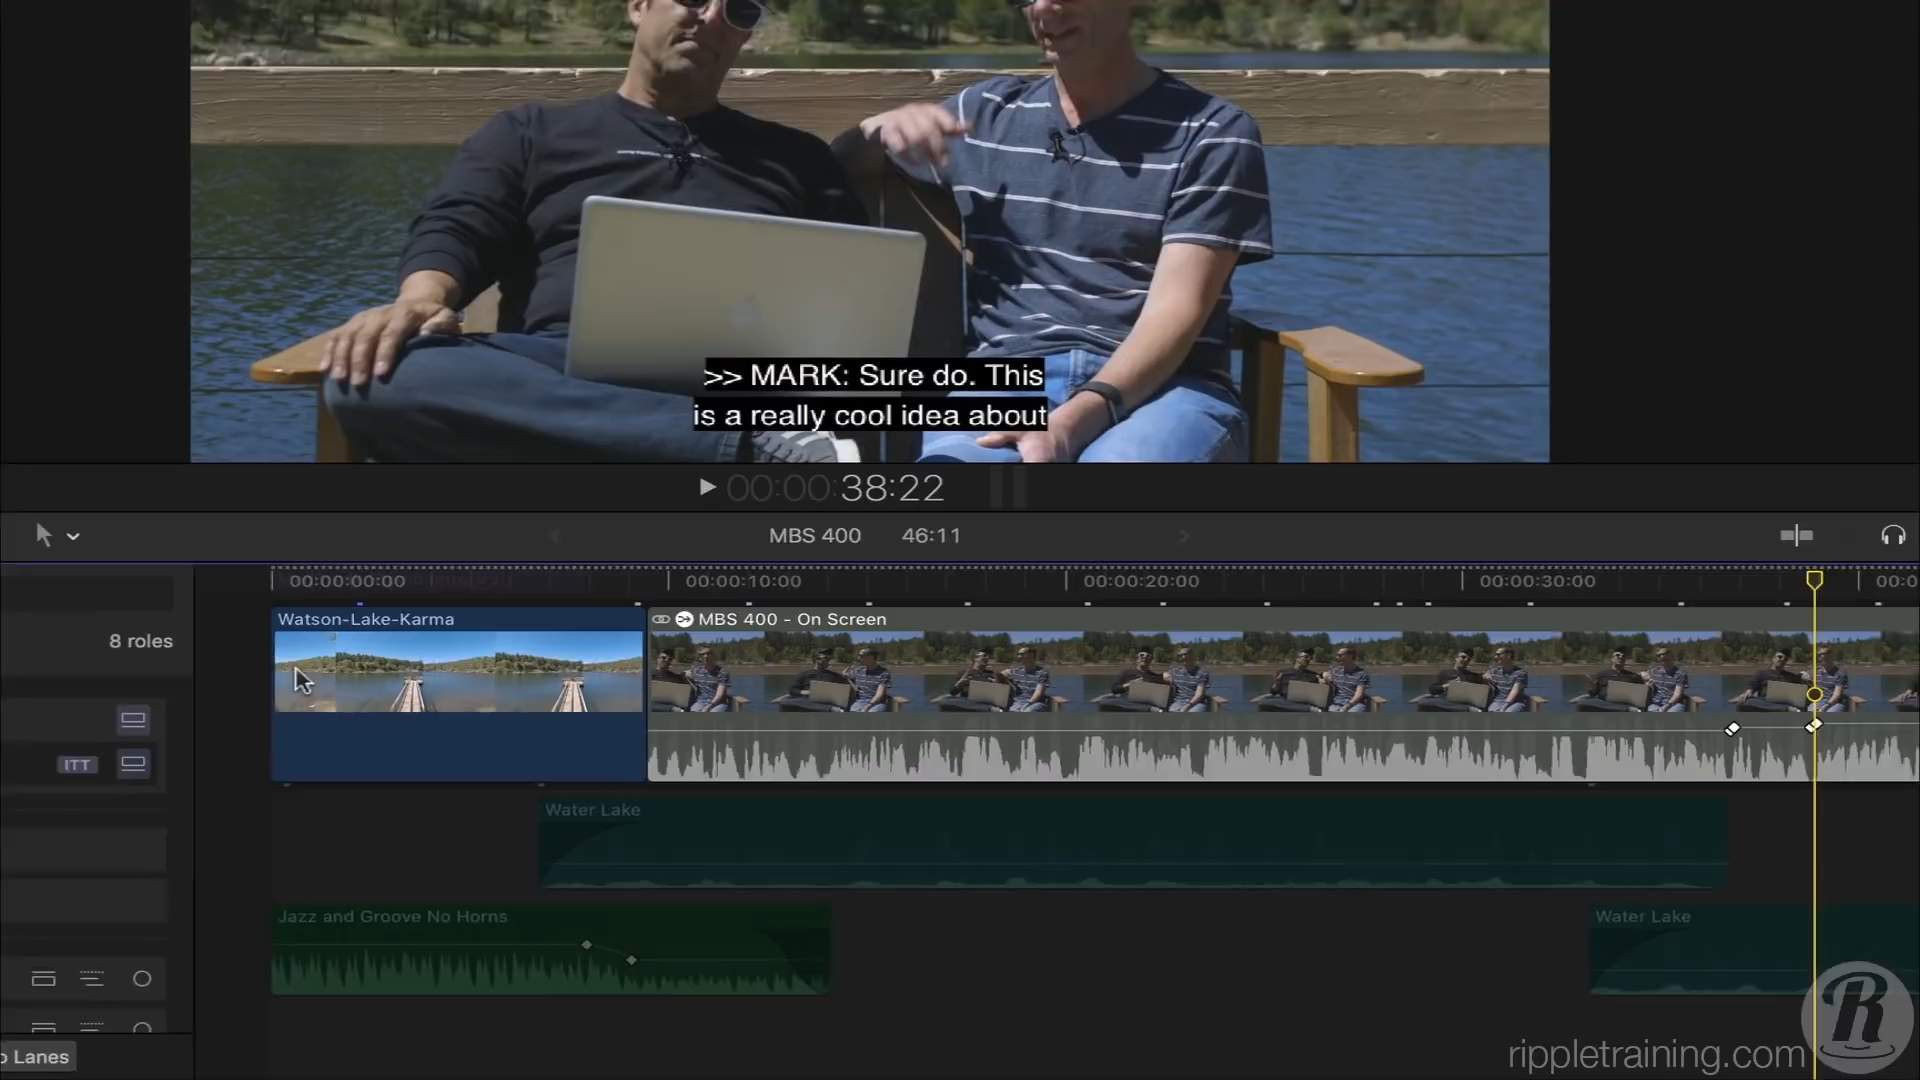 >> MARK: Sure do. This
is a really cool idea about
00:00:38:22
MBS 400 46:11
00:00:00:00 00:00:10:00 00:00:20:00 00:00:30:00 00:0
Watson-Lake-Karma
MBS 400 - On Screen
8 roles
ITT
Water Lake
Jazz and Groove No Horns
Water Lake
o Lanes
R
rippletraining.com